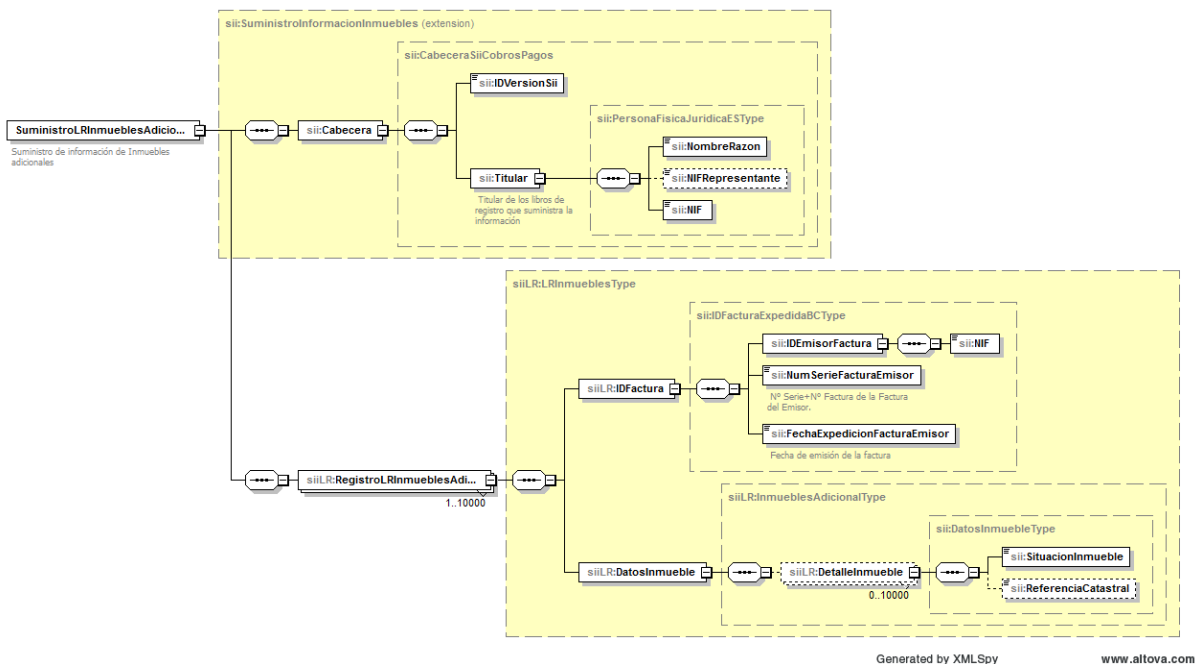 sii:SuministroInformacionInmuebles (extension)
sii:CabeceraSiiCobrosPagos
sii:IDVersionSii
sii:PersonaFisicaJuridicaESType
SuministroLRInmueblesAdicio...
Suministro de información de Inmuebles
adicionales
sii:Cabecera
sii:NombreRazon
sii:Titular
sii:NIFRepresentante
Titular de los libros de
registro que suministra la
información
sii:NIF
siiLR:LRInmueblesType
sii:IDFacturaExpedidaBCType
sii:IDEmisorFactura
sii:NIF
siiLR:IDFactura
sii:NumSerieFacturaEmisor
Nº Serie+Nº Factura de la Factura
del Emisor.
sii:FechaExpedicionFacturaEmisor
Fecha de emisión de la factura
siiLR:RegistroLRInmueblesAdi...
1..10000
siiLR:InmueblesAdicionalType
sii:DatosInmuebleType
sii:SituacionInmueble
siiLR:DatosInmueble
siiLR:DetalleInmueble
0..10000
sii:ReferenciaCatastral
Generated by XMLSpy
www.altova.com